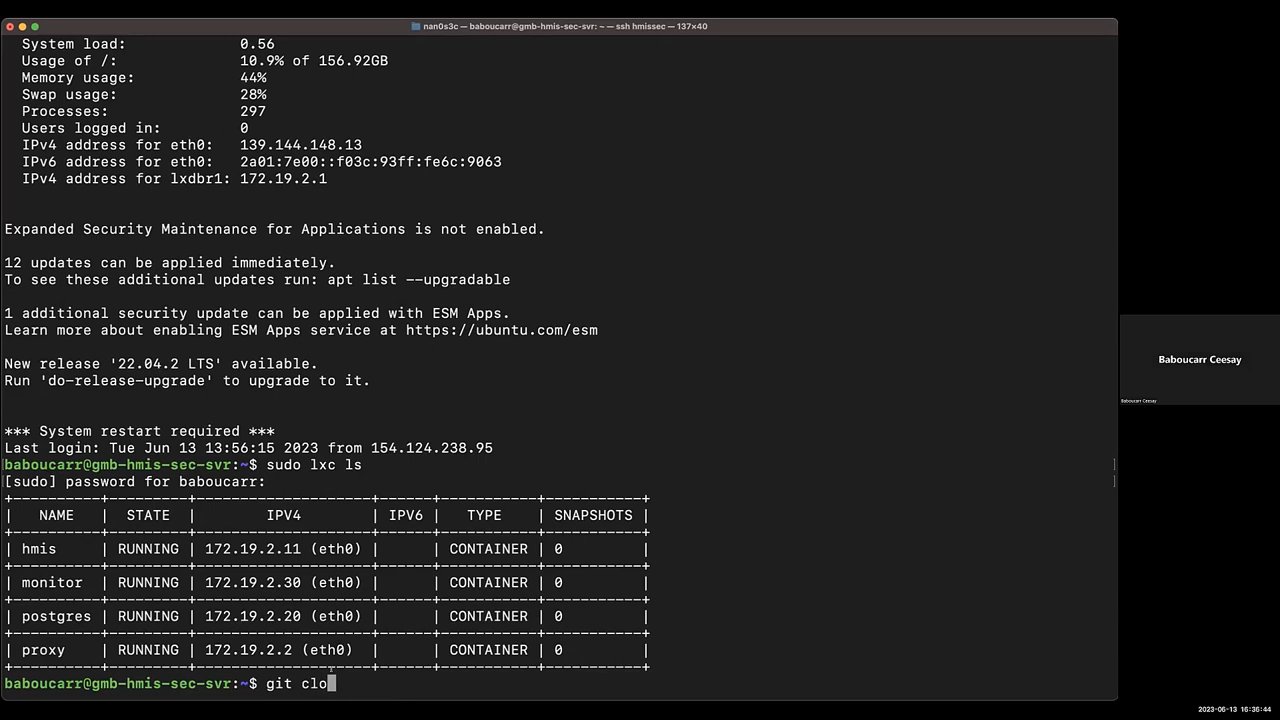 nan0s3c — baboucarr@gmb-hmis-sec-svr: ~ — ssh hmissec — 137×40
System load: 0.56
Usage of /: 10.9% of 156.92GB
Memory usage: 44%
Swap usage: 28%
Processes: 297
Users logged in: 0
IPv4 address for eth0: 139.144.148.13
IPv6 address for eth0: 2a01:7e00::f03c:93ff:fe6c:9063
IPv4 address for lxdbr1: 172.19.2.1
Expanded Security Maintenance for Applications is not enabled.
12 updates can be applied immediately.
To see these additional updates run: apt list --upgradable
1 additional security update can be applied with ESM Apps.
Learn more about enabling ESM Apps service at https://ubuntu.com/esm
New release '22.04.2 LTS' available.
Run 'do-release-upgrade' to upgrade to it.
*** System restart required ***
Last login: Tue Jun 13 13:56:15 2023 from 154.124.238.95
baboucarr@gmb-hmis-sec-svr:~$ sudo lxc ls
[sudo] password for baboucarr:
| NAME | STATE | IPV4 | IPV6 | TYPE | SNAPSHOTS |
| hmis | RUNNING | 172.19.2.11 (eth0) | | CONTAINER | 0 |
| monitor | RUNNING | 172.19.2.30 (eth0) | | CONTAINER | 0 |
| postgres | RUNNING | 172.19.2.20 (eth0) | | CONTAINER | 0 |
| proxy | RUNNING | 172.19.2.2 (eth0) | | CONTAINER | 0 |
baboucarr@gmb-hmis-sec-svr:~$ git clo
Baboucarr Ceesay
Baboucarr Ceesay
2023-06-13 16:36:44